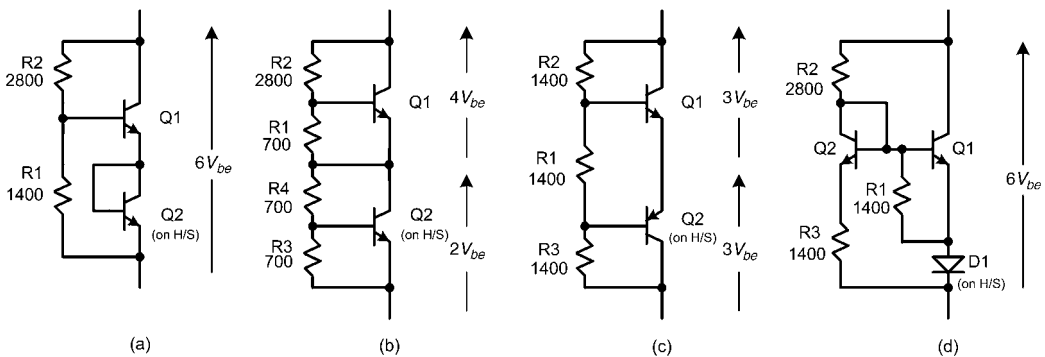 R2
2800
Q1
R1
1400
Q2
(on H/S)
6Vbe
(a)
R2
2800
Q1
R1
700
R4
700
Q2
(on H/S)
R3
700
4Vbe
2Vbe
(b)
R2
1400
Q1
R1
1400
Q2
(on H/S)
R3
1400
3Vbe
3Vbe
(c)
R2
2800
Q2
Q1
R1
1400
R3
1400
D1
(on H/S)
6Vbe
(d)